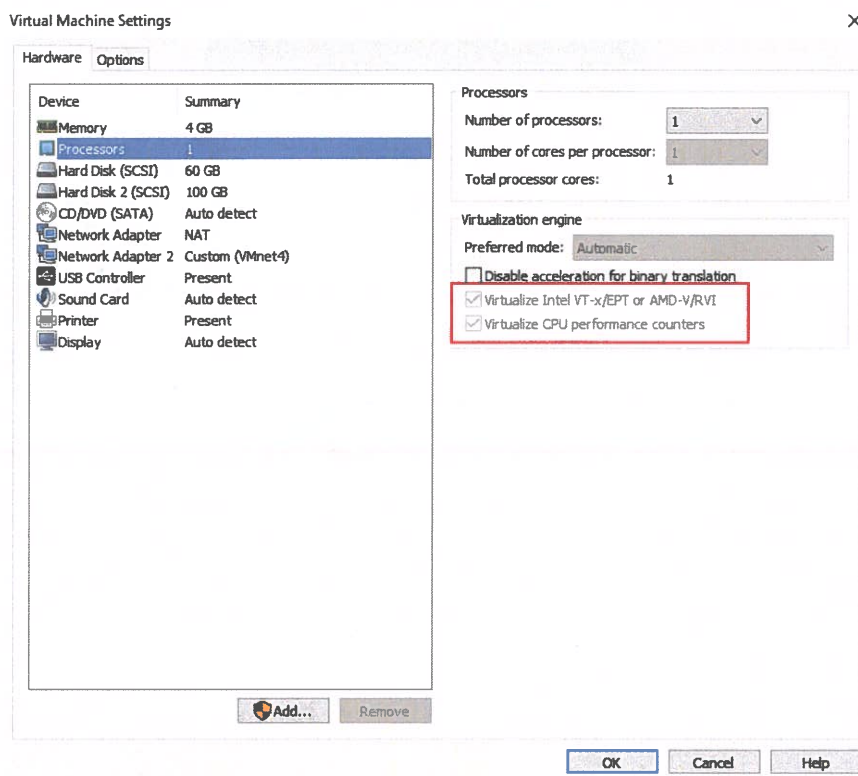 Virtual Machine Settings
Hardware Options
Device Summary
Memory 4 GB
Processors 1
Hard Disk (SCSI) 60 GB
Hard Disk 2 (SCSI) 100 GB
CD/DVD (SATA) Auto detect
Network Adapter NAT
Network Adapter 2 Custom (VMnet4)
USB Controller Present
Sound Card Auto detect
Printer Present
Display Auto detect
Add... Remove
Processors
Number of processors: 1
Number of cores per processor: 1
Total processor cores: 1
Virtualization engine
Preferred mode: Automatic
Disable acceleration for binary translation
Virtualize Intel VT-x/EPT or AMD-V/RVI
Virtualize CPU performance counters
OK Cancel Help